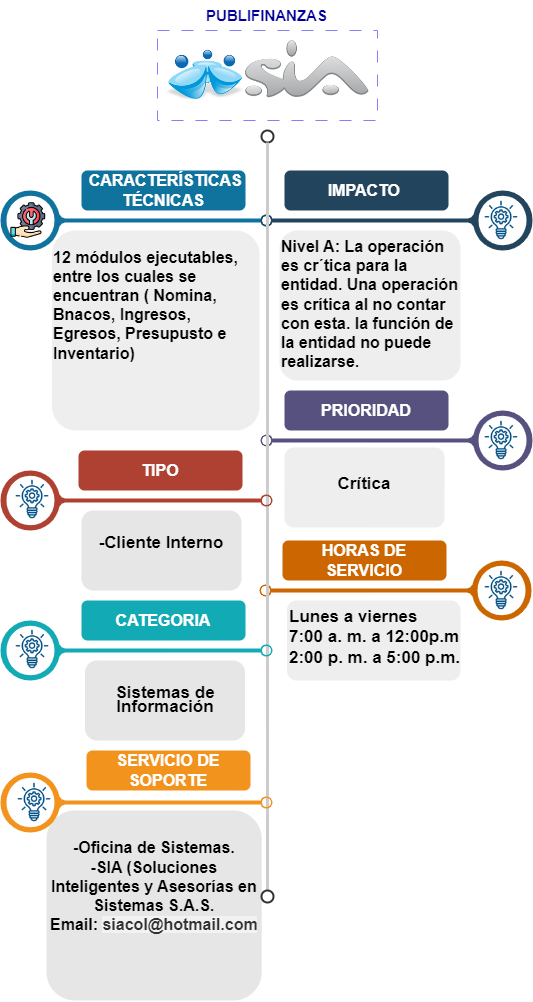 PUBLIFINANZAS
SIA
CARACTERÍSTICAS
TÉCNICAS
12 módulos ejecutables,
entre los cuales se
encuentran ( Nomina,
Bnacos, Ingresos,
Egresos, Presupusto e
Inventario)
IMPACTO
Nivel A: La operación
es cr´tica para la
entidad. Una operación
es crítica al no contar
con esta. la función de
la entidad no puede
realizarse.
PRIORIDAD
Crítica
TIPO
-Cliente Interno
HORAS DE
SERVICIO
Lunes a viernes
7:00 a. m. a 12:00p.m
2:00 p. m. a 5:00 p.m.
CATEGORIA
Sistemas de
Información
SERVICIO DE
SOPORTE
-Oficina de Sistemas.
-SIA (Soluciones
Inteligentes y Asesorías en
Sistemas S.A.S.
Email: siacol@hotmail.com